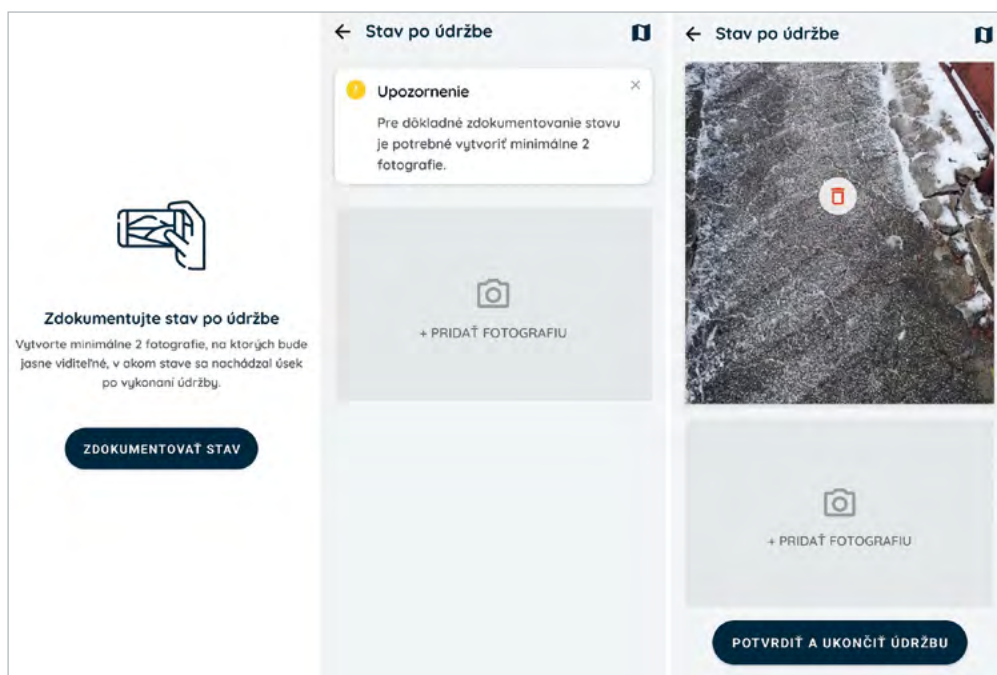 Zdokumentujte stav po údržbe
Vytvorte minimálne 2 fotografie, na ktorých bude
jasne viditeľné, v akom stave sa nachádzal úsek
po vykonaní údržby.
ZDOKUMENTOVAŤ STAV
Stav po údržbe
Upozornenie
Pre dôkladné zdokumentovanie stavu
je potrebné vytvoriť minimálne 2
fotografie.
+ PRIDAŤ FOTOGRAFIU
Stav po údržbe
+ PRIDAŤ FOTOGRAFIU
POTVRDIŤ A UKONČIŤ ÚDRŽBU